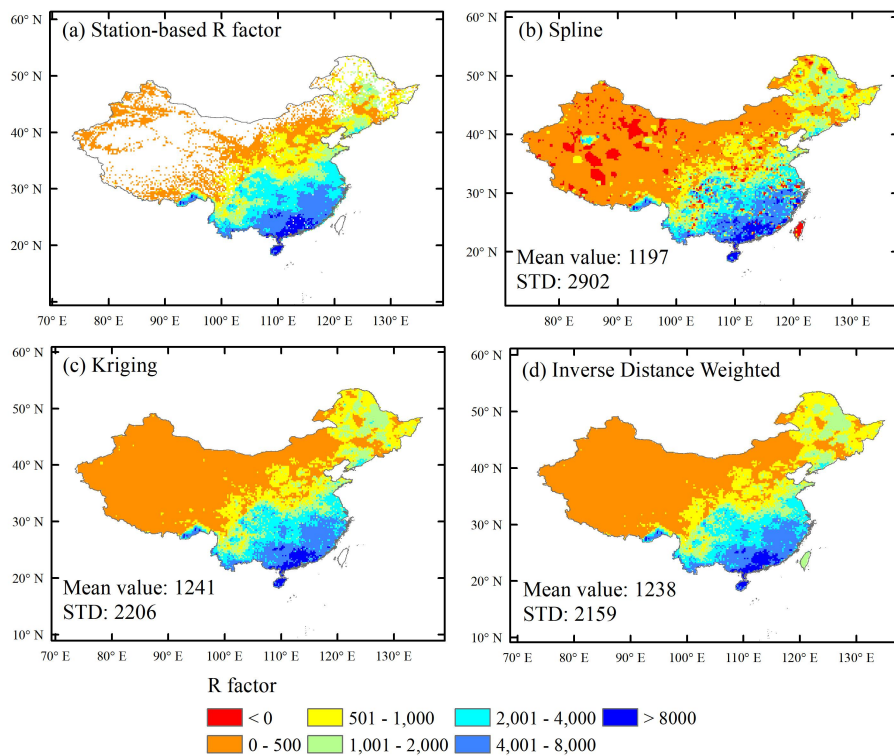 (a) Station-based R factor
60° N
50° N
40° N
30° N
20° N
70° E 80° E 90° E 100° E 110° E 120° E 130° E
(b) Spline
60° N
50° N
40° N
30° N
20° N
Mean value: 1197
STD: 2902
80° E 90° E 100° E 110° E 120° E 130° E
(c) Kriging
60° N
50° N
40° N
30° N
20° N
10° N
Mean value: 1241
STD: 2206
70° E 80° E 90° E 100° E 110° E 120° E 130° E
(d) Inverse Distance Weighted
60° N
50° N
40° N
30° N
20° N
10° N
Mean value: 1238
STD: 2159
70° E 80° E 90° E 100° E 110° E 120° E 130° E
R factor
< 0 501 - 1,000 2,001 - 4,000 > 8000
0 - 500 1,001 - 2,000 4,001 - 8,000